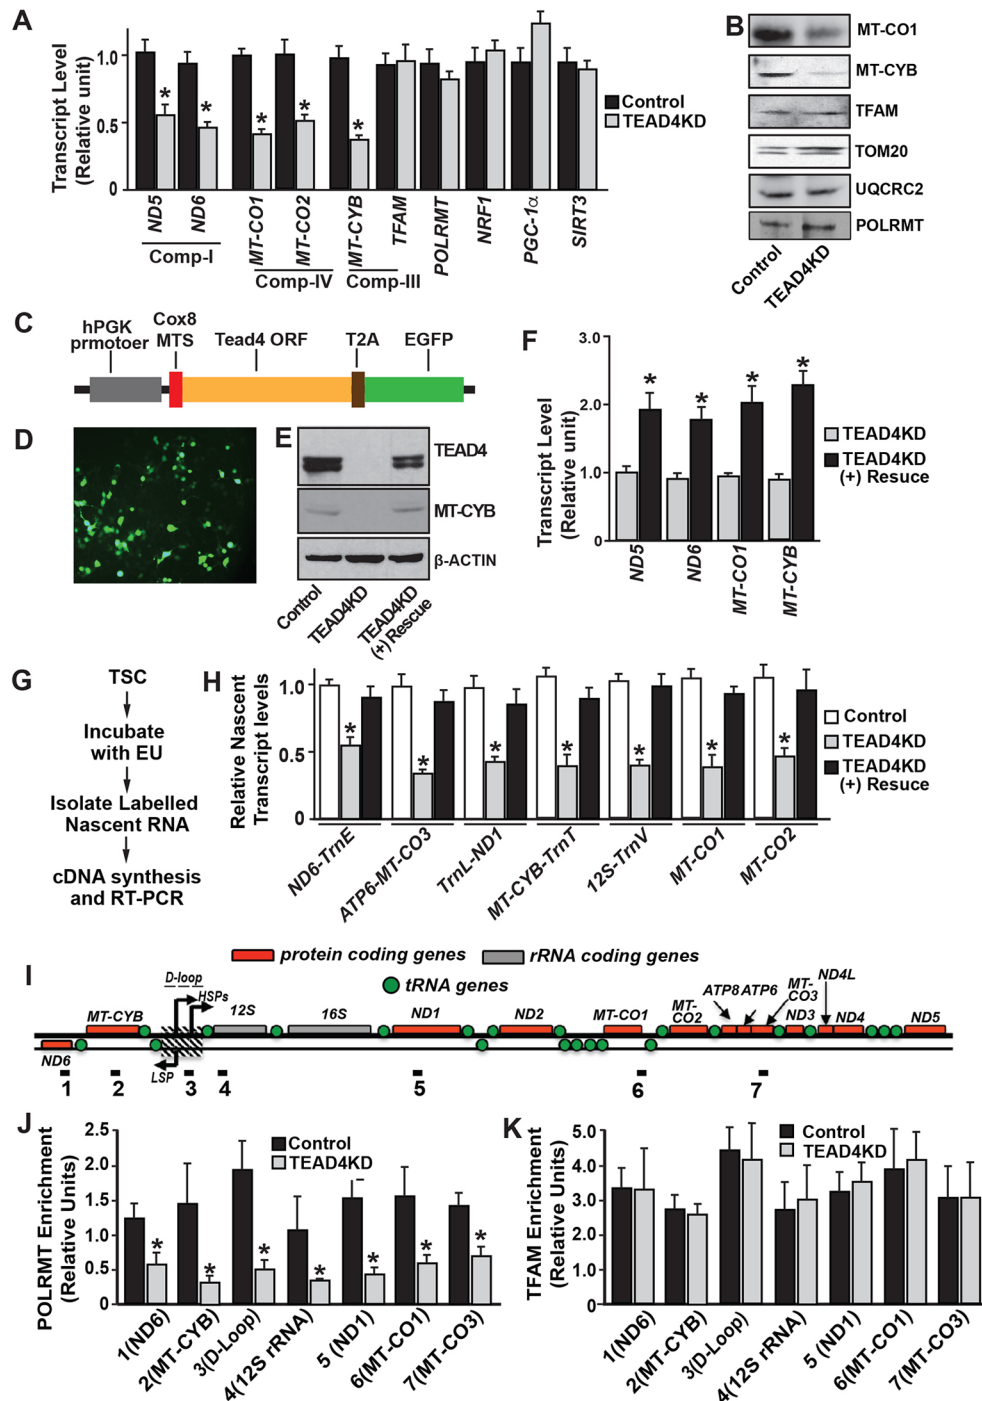 A
Transcript Level
(Relative unit)
1.0
0.5
0
* * * * *
Control
TEAD4KD
ND5 ND6 MT-CO1 MT-CO2 MT-CYB TFAM POLRMT NRF1 PGC-1α SIRT3
Comp-I
Comp-IV Comp-III
B
MT-CO1
MT-CYB
TFAM
TOM20
UQCRC2
POLRMT
Control TEAD4KD
C
hPGK
prmotoer
Cox8
MTS
Tead4 ORF
T2A
EGFP
D
E
TEAD4
MT-CYB
β-ACTIN
Control
TEAD4KD
TEAD4KD
(+) Rescue
F
Transcript Level
(Relative unit)
3.0
2.0
1.0
0
* * * *
TEAD4KD
TEAD4KD
(+) Resuce
ND5 ND6 MT-CO1 MT-CYB
G
TSC
Incubate
with EU
Isolate Labelled
Nascent RNA
cDNA synthesis
and RT-PCR
H
Relative Nascent
Transcript levels
1.0
0.5
0
* * * * * * *
Control
TEAD4KD
TEAD4KD
(+) Resuce
ND6-TrnE ATP6-MT-CO3 TrnL-ND1 MT-CYB-TrnT 12S-TrnV MT-CO1 MT-CO2
I
protein coding genes rRNA coding genes
tRNA genes
D-loop
HSPs
LSP
MT-CYB 12S 16S ND1 ND2 MT-CO1
MT-
CO2
ATP8 ATP6
MT-
CO3
ND3
ND4L
ND4 ND5
ND6
1 2 3 4 5 6 7
J
POLRMT Enrichment
(Relative Units)
2.5
2.0
1.5
1.0
0.5
0
* * * * * * *
Control
TEAD4KD
1(ND6) 2(MT-CYB) 3(D-Loop) 4(12S rRNA) 5 (ND1) 6(MT-CO1) 7(MT-CO3)
K
TFAM Enrichment
(Relative Units)
5.0
4.0
3.0
2.0
1.0
0.0
Control
TEAD4KD
1(ND6) 2(MT-CYB) 3(D-Loop) 4(12S rRNA) 5 (ND1) 6(MT-CO1) 7(MT-CO3)